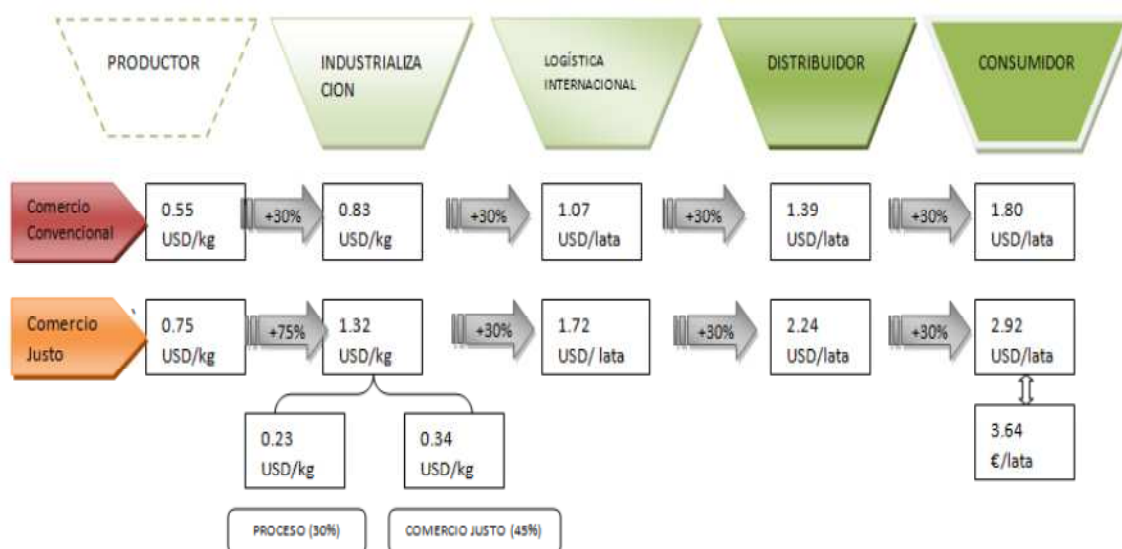 PRODUCTOR
INDUSTRIALIZA
CION
LOGÍSTICA
INTERNACIONAL
DISTRIBUIDOR
CONSUMIDOR
Comercio
Convencional
0.55
USD/kg
+30%
0.83
USD/kg
+30%
1.07
USD/lata
+30%
1.39
USD/lata
+30%
1.80
USD/lata
Comercio
Justo
0.75
USD/kg
+75%
1.32
USD/kg
+30%
1.72
USD/ lata
+30%
2.24
USD/lata
+30%
2.92
USD/lata
0.23
USD/kg
0.34
USD/kg
3.64
€/lata
PROCESO (30%)
COMERCIO JUSTO (45%)